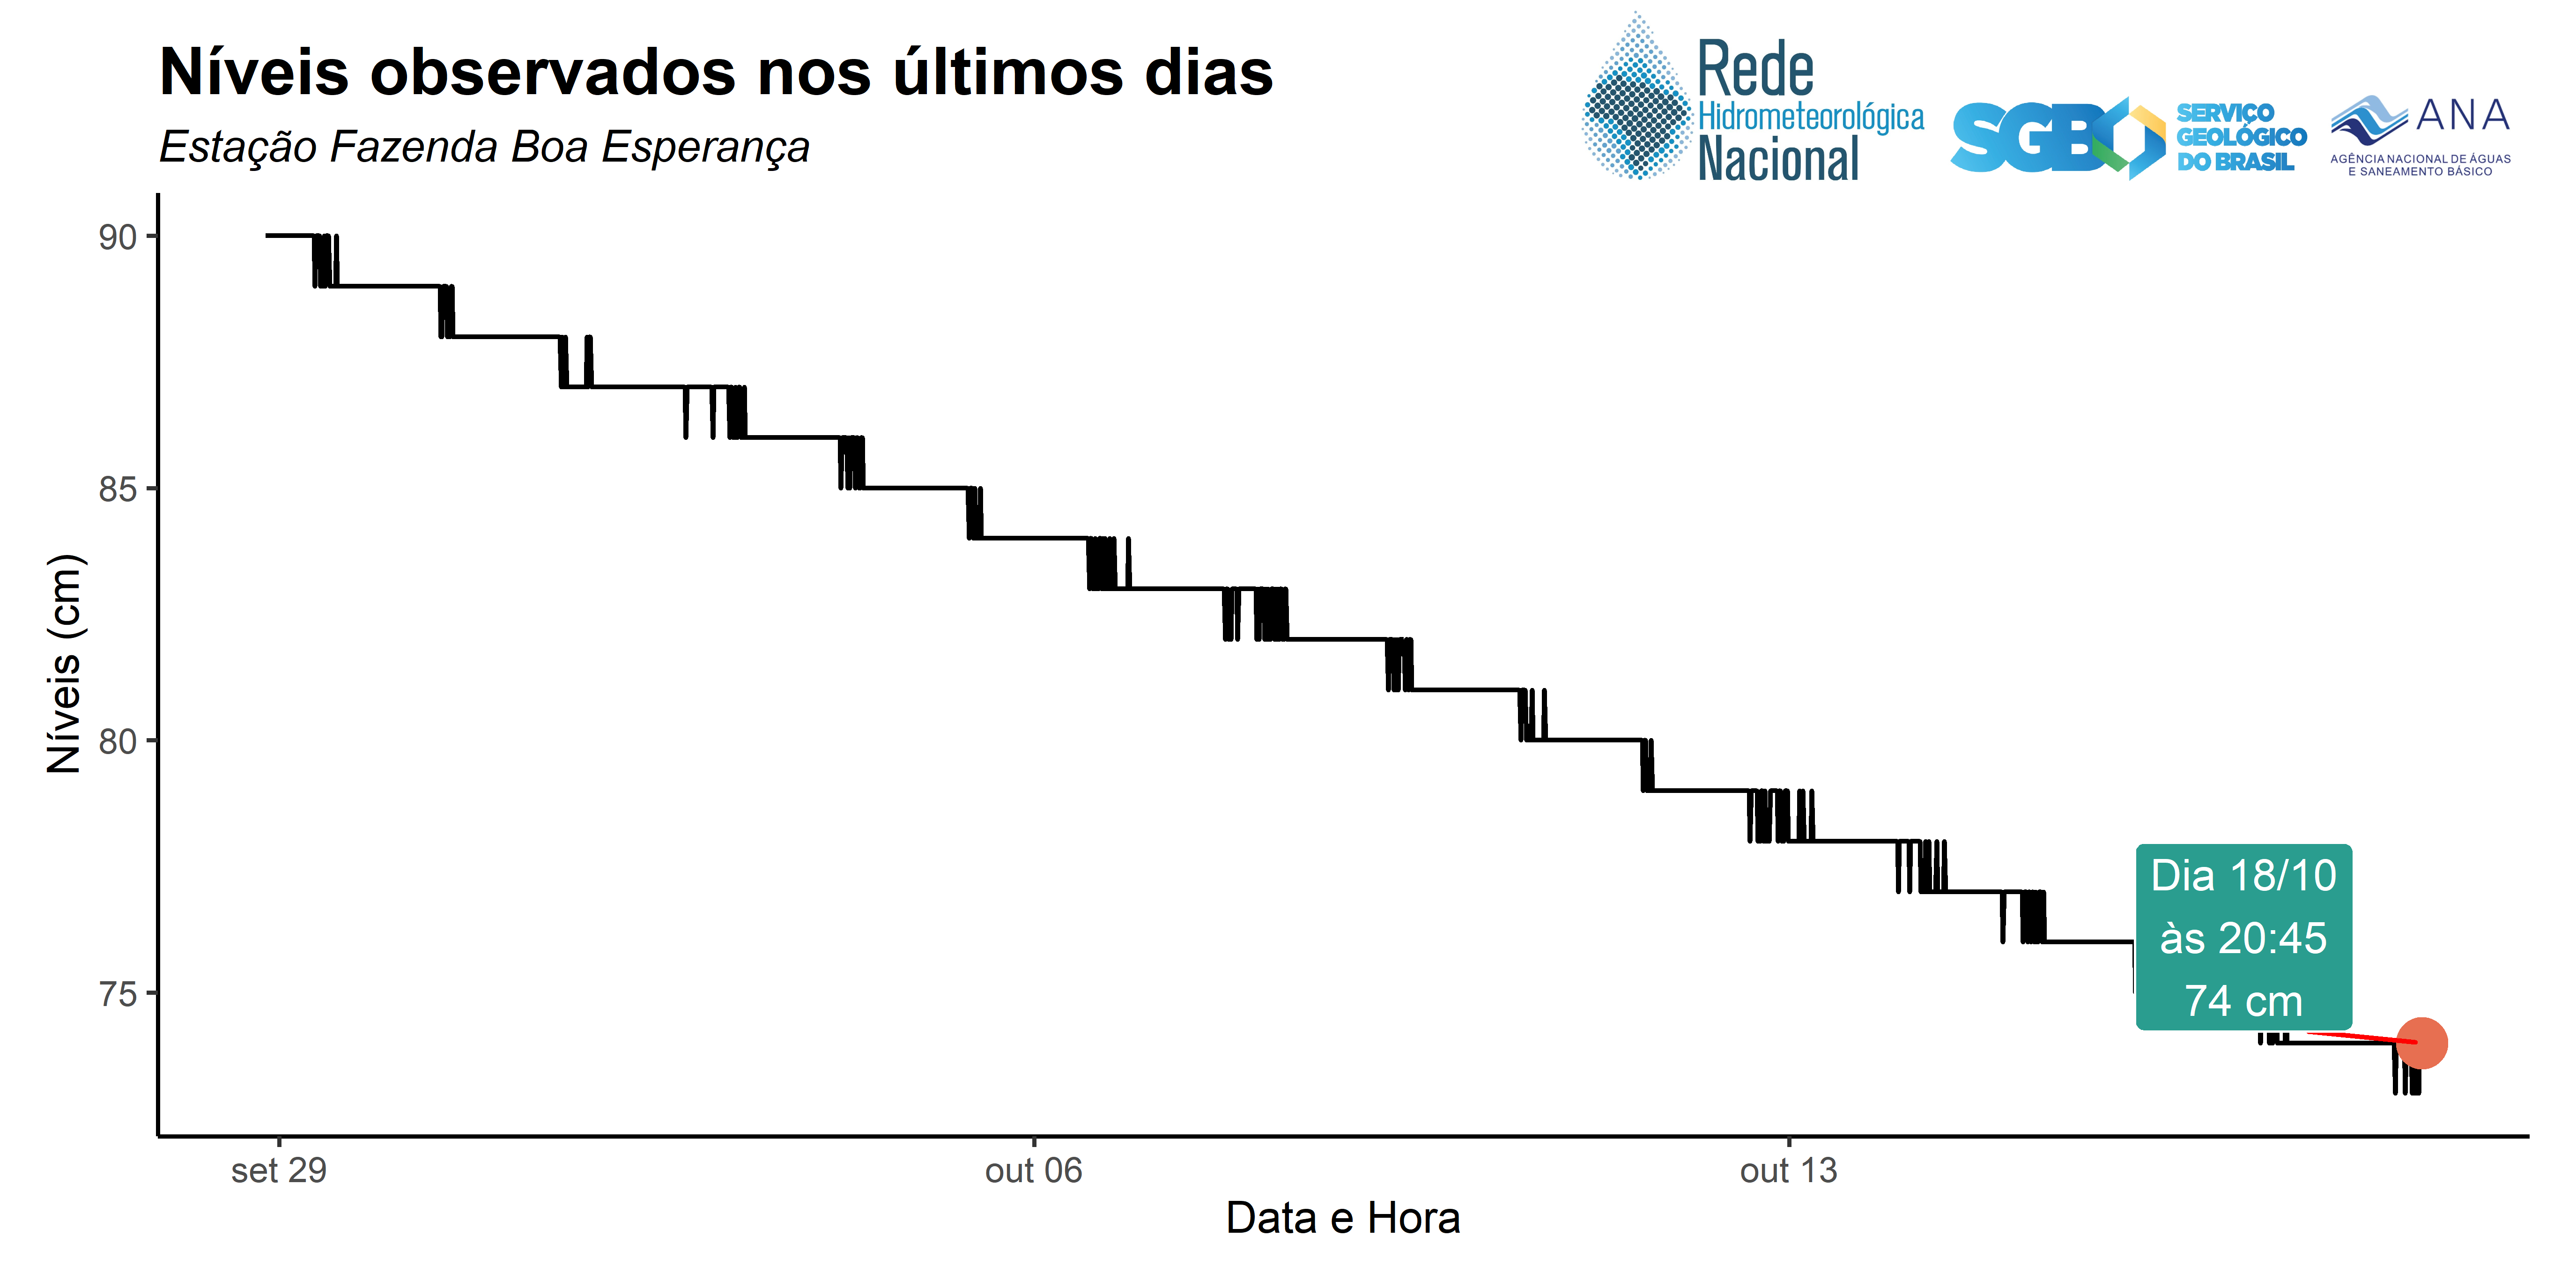 Níveis observados nos últimos dias
Estação Fazenda Boa Esperança
Rede
Hidrometeorológica
Nacional
SGB
SERVIÇO
GEOLÓGICO
DO BRASIL
ANA
AGÊNCIA NACIONAL DE ÁGUAS
E SANEAMENTO BÁSICO
Níveis (cm)
90
85
80
75
Dia 18/10
às 20:45
74 cm
set 29
out 06
out 13
Data e Hora